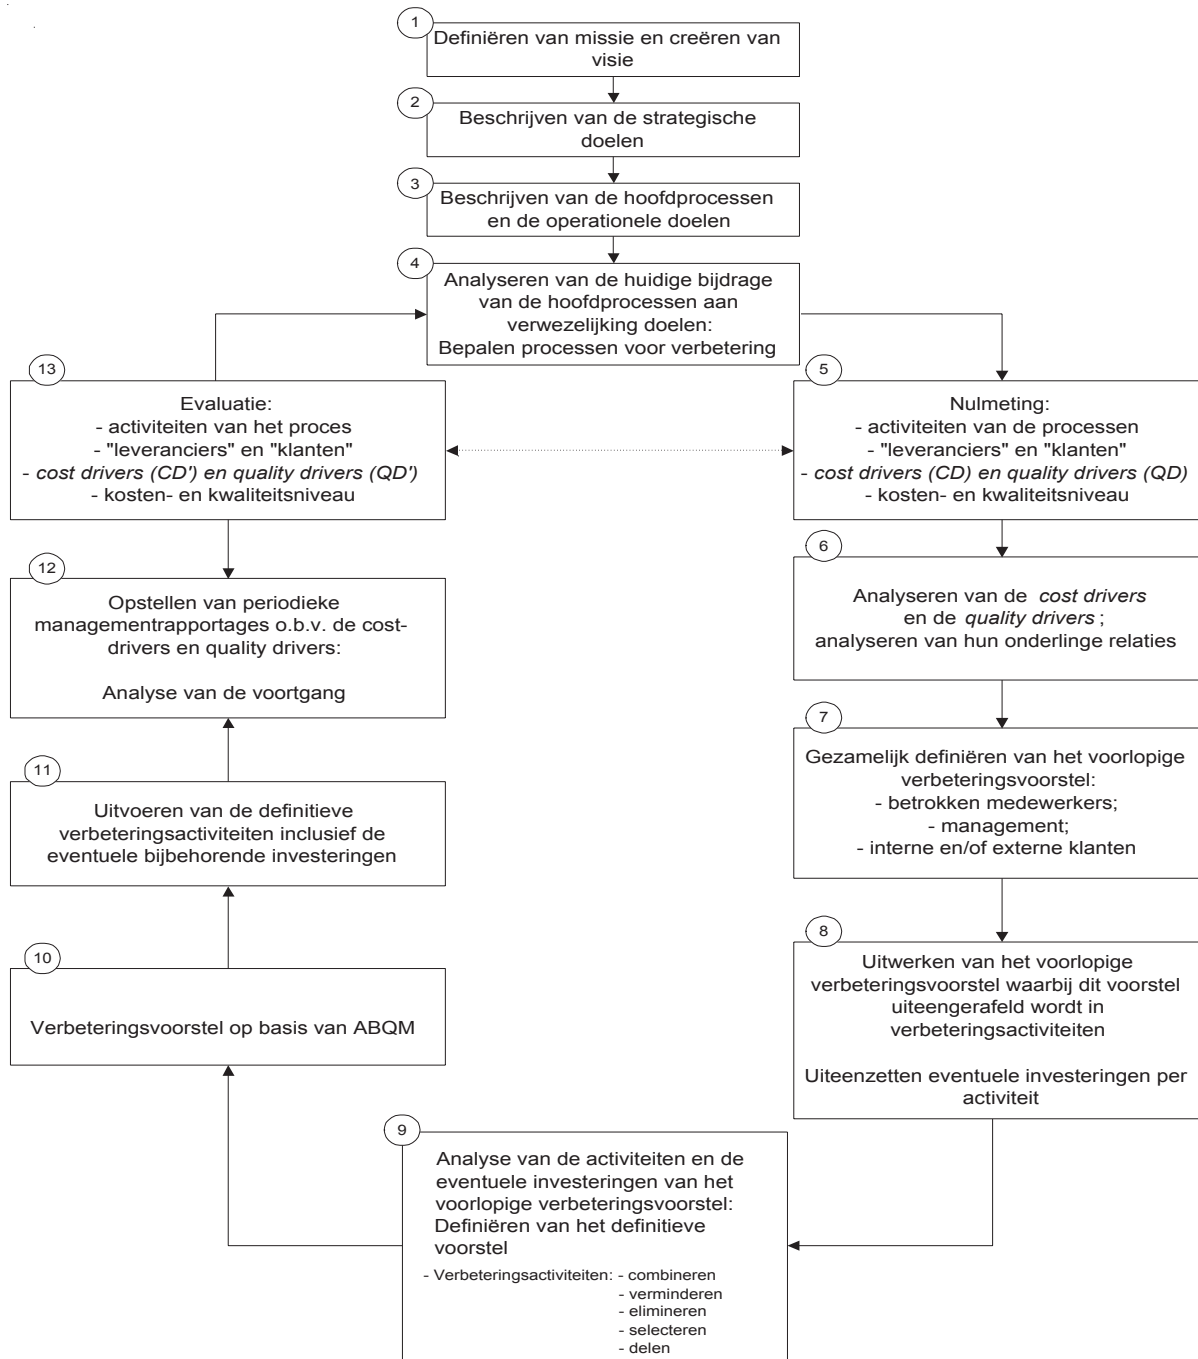 1
Definiëren van missie en creëren van
visie
2
Beschrijven van de strategische
doelen
3
Beschrijven van de hoofdprocessen
en de operationele doelen
4
Analyseren van de huidige bijdrage
van de hoofdprocessen aan
verwezelijking doelen:
Bepalen processen voor verbetering
13
Evaluatie:
- activiteiten van het proces
- "leveranciers" en "klanten"
- cost drivers (CD') en quality drivers (QD')
- kosten- en kwaliteitsniveau
5
Nulmeting:
- activiteiten van de processen
- "leveranciers" en "klanten"
- cost drivers (CD) en quality drivers (QD)
- kosten- en kwaliteitsniveau
12
Opstellen van periodieke
managementrapportages o.b.v. de cost-
drivers en quality drivers:
Analyse van de voortgang
6
Analyseren van de cost drivers
en de quality drivers ;
analyseren van hun onderlinge relaties
7
Gezamelijk definiëren van het voorlopige
verbeteringsvoorstel:
- betrokken medewerkers;
- management;
- interne en/of externe klanten
11
Uitvoeren van de definitieve
verbeteringsactiviteiten inclusief de
eventuele bijbehorende investeringen
8
Uitwerken van het voorlopige
verbeteringsvoorstel waarbij dit voorstel
uiteengerafeld wordt in
verbeteringsactiviteiten
Uiteenzetten eventuele investeringen per
activiteit
10
Verbeteringsvoorstel op basis van ABQM
9
Analyse van de activiteiten en de
eventuele investeringen van het
voorlopige verbeteringsvoorstel:
Definiëren van het definitieve
voorstel
- Verbeteringsactiviteiten: - combineren
- verminderen
- elimineren
- selecteren
- delen